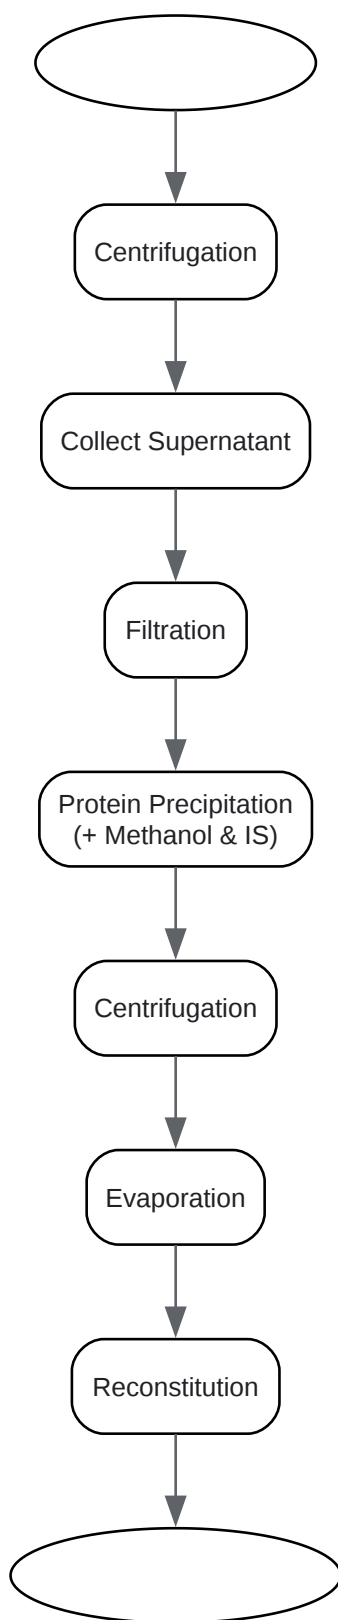 Centrifugation
Collect Supernatant
Filtration
Protein Precipitation
(+ Methanol & IS)
Centrifugation
Evaporation
Reconstitution